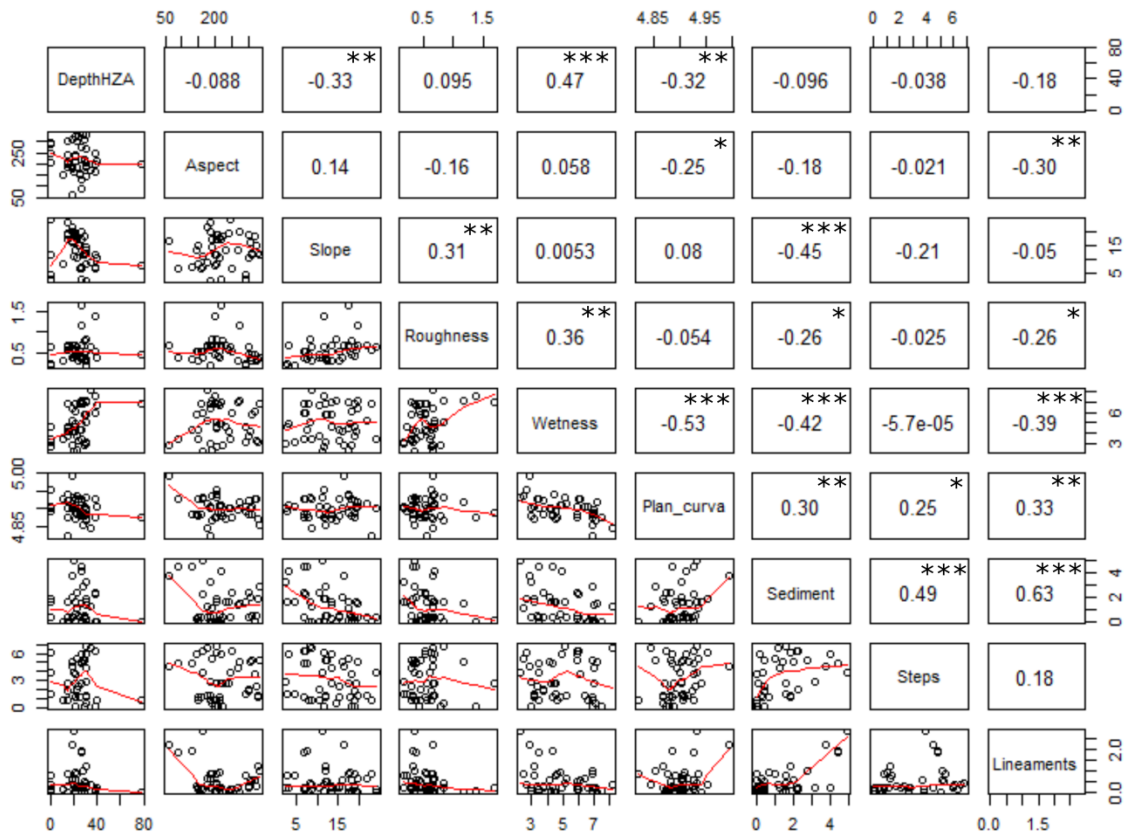 50 200 0.5 1.5 4.85 4.95 0 2 4 6
** *** **
DepthHZA -0.088 -0.33 0.095 0.47 -0.32 -0.096 -0.038 -0.18 0 40 80
* **
50 250 Aspect 0.14 -0.16 0.058 -0.25 -0.18 -0.021 -0.30
** ***
Slope 0.31 0.0053 0.08 -0.45 -0.21 -0.05 5 15
** * *
0.5 1.5 Roughness 0.36 -0.054 -0.26 -0.025 -0.26
*** *** ***
Wetness -0.53 -0.42 -5.7e-05 -0.39 3 6
** * **
4.85 5.00 Plan_curva 0.30 0.25 0.33
*** ***
Sediment 0.49 0.63 0 2 4
0 3 6 Steps 0.18
Lineaments 0.0 1.0 2.0
0 40 80 5 15 3 5 7 0 2 4 0.0 1.5